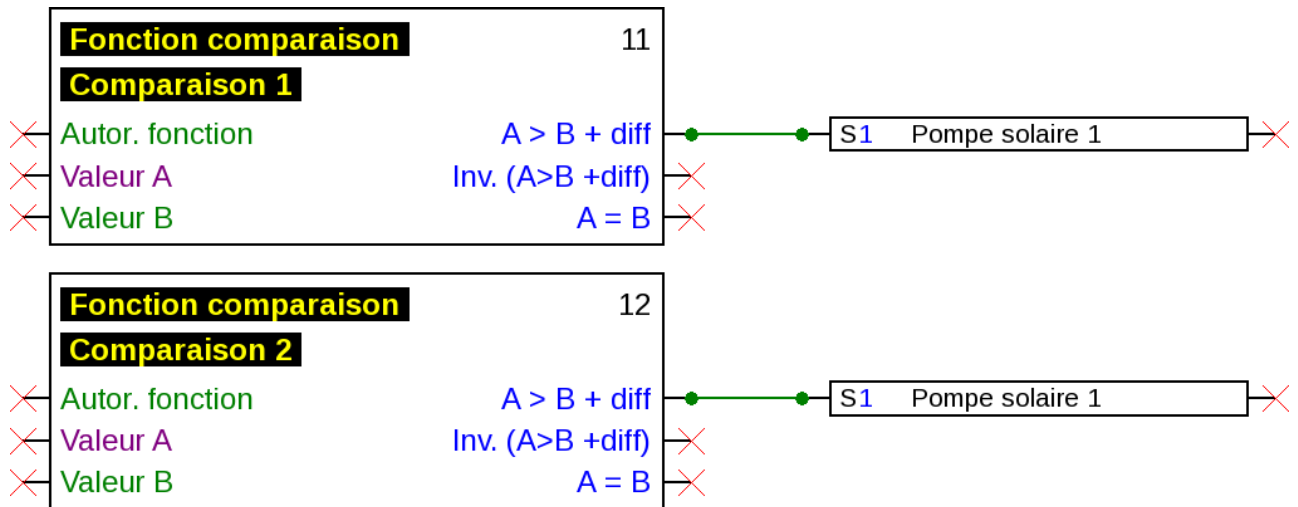 Fonction comparaison 11
Comparaison 1
Autor. fonction A > B + diff S1 Pompe solaire 1
Valeur A Inv. (A>B +diff)
Valeur B A = B
Fonction comparaison 12
Comparaison 2
Autor. fonction A > B + diff S1 Pompe solaire 1
Valeur A Inv. (A>B +diff)
Valeur B A = B